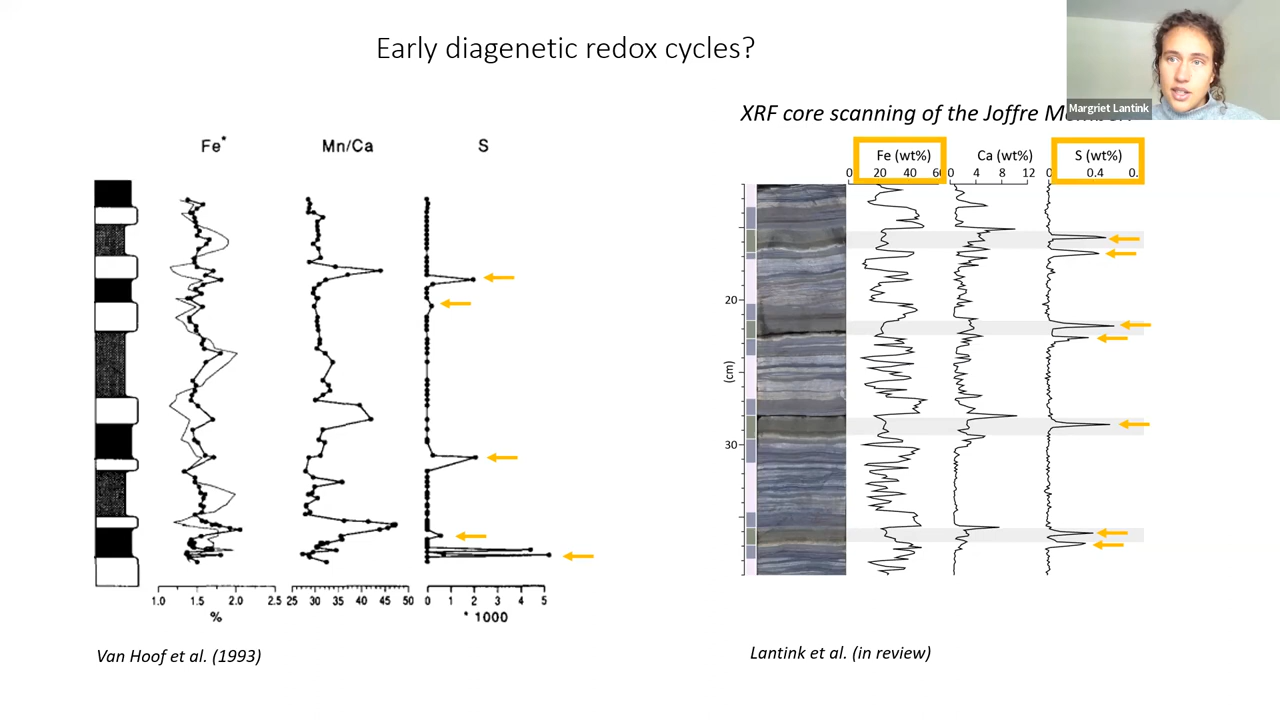 Early diagenetic redox cycles?
Margriet Lantink
XRF core scanning of the Joffre
Fe*
Mn/Ca
S
1.0 1.5 2.0 2.5
%
25 30 35 40 45 50
0 1 2 3 4 5
* 1000
Van Hoof et al. (1993)
Fe (wt%)
Ca (wt%)
S (wt%)
0 20 40 6
0 4 8 12
0 0.4 0.
20
(cm)
30
Lantink et al. (in review)